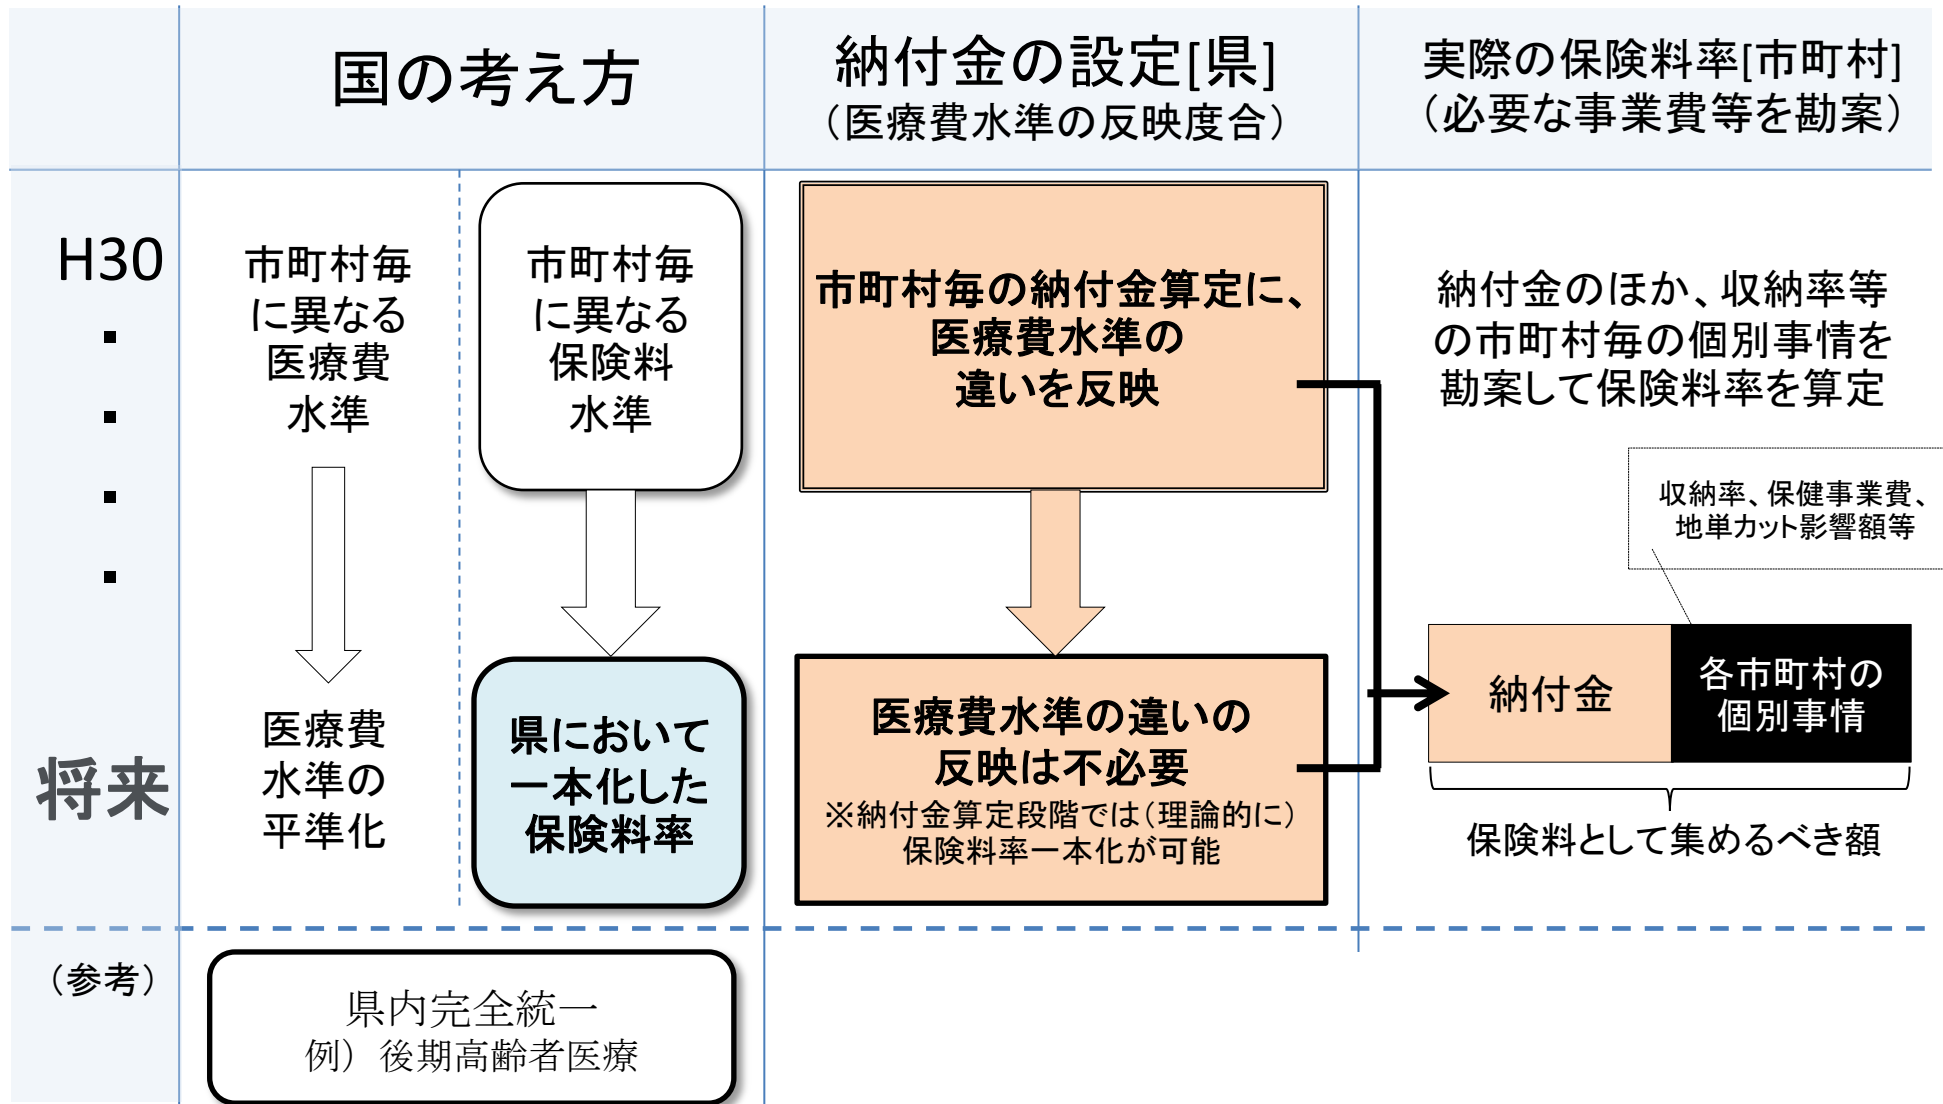 国の考え方
納付金の設定[県]
（医療費水準の反映度合）
実際の保険料率[市町村]
（必要な事業費等を勘案）
H30
・
・
・
・
将来
市町村毎
に異なる
医療費
水準
医療費
水準の
平準化
市町村毎
に異なる
保険料
水準
県において
一本化した
保険料率
市町村毎の納付金算定に、
医療費水準の
違いを反映
医療費水準の違いの
反映は不必要
※納付金算定段階では（理論的に）
保険料率一本化が可能
納付金のほか、収納率等
の市町村毎の個別事情を
勘案して保険料率を算定
収納率、保健事業費、
地単カット影響額等
納付金
各市町村の
個別事情
保険料として集めるべき額
（参考）
県内完全統一
例）後期高齢者医療